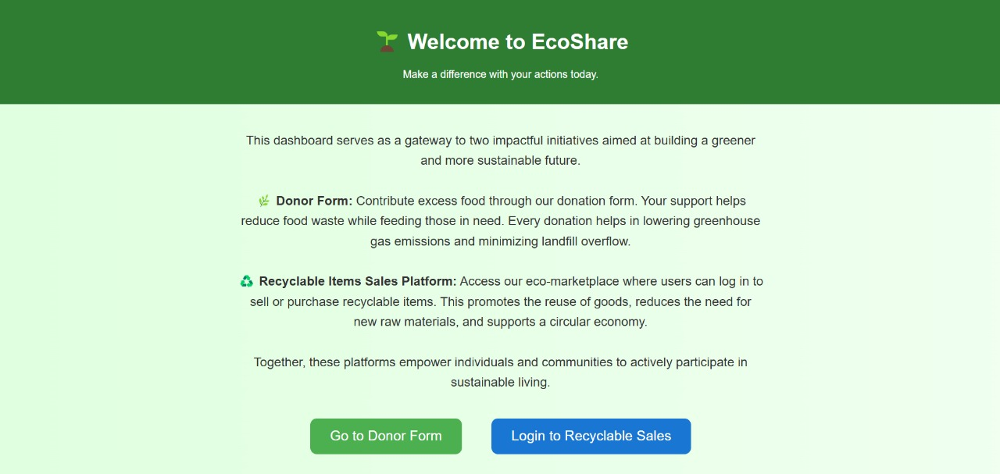 🌱 Welcome to EcoShare
Make a difference with your actions today.
This dashboard serves as a gateway to two impactful initiatives aimed at building a greener
and more sustainable future.
🌿 Donor Form: Contribute excess food through our donation form. Your support helps
reduce food waste while feeding those in need. Every donation helps in lowering greenhouse
gas emissions and minimizing landfill overflow.
♻️ Recyclable Items Sales Platform: Access our eco-marketplace where users can log in to
sell or purchase recyclable items. This promotes the reuse of goods, reduces the need for
new raw materials, and supports a circular economy.
Together, these platforms empower individuals and communities to actively participate in
sustainable living.
Go to Donor Form
Login to Recyclable Sales